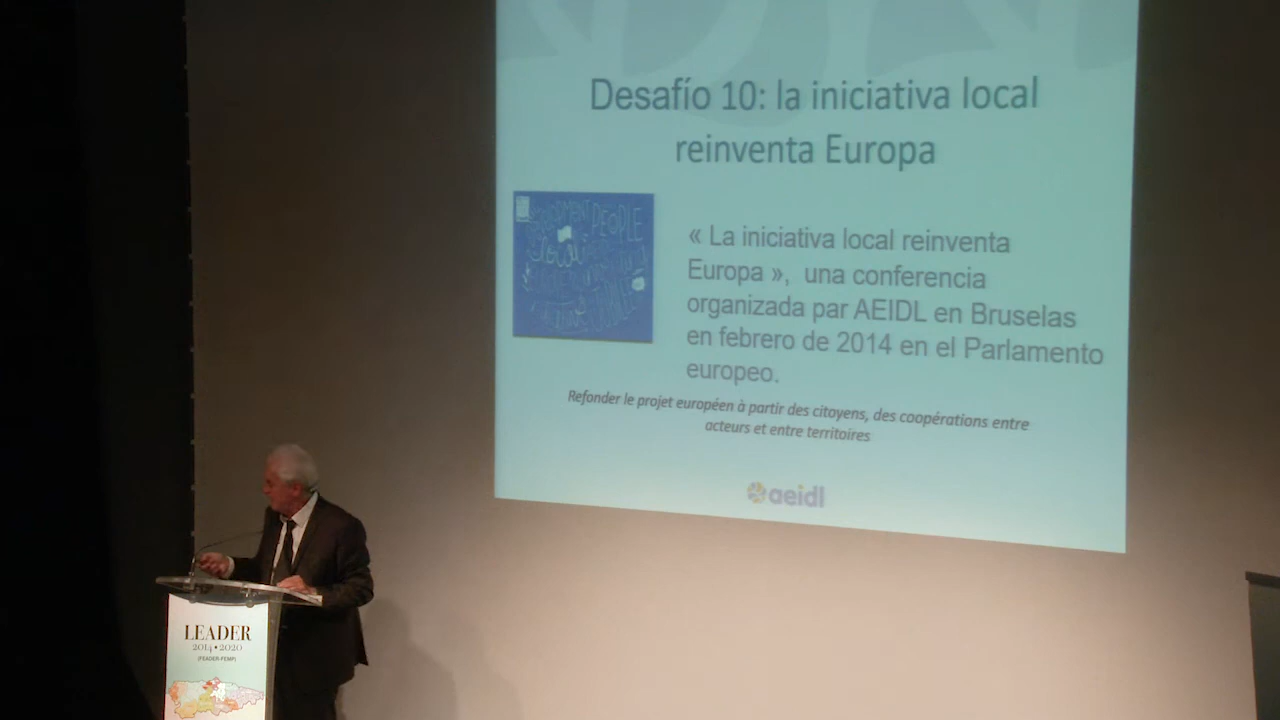 Desafío 10: la iniciativa local
reinventa Europa
PEOPLE
« La iniciativa local reinventa
Europa », una conferencia
organizada par AEIDL en Bruselas
en febrero de 2014 en el Parlamento
europeo.
Refonder le projet européen à partir des citoyens, des coopérations entre
acteurs et entre territoires
aeidl
LEADER
2014•2020
(FEADER-FEMP)